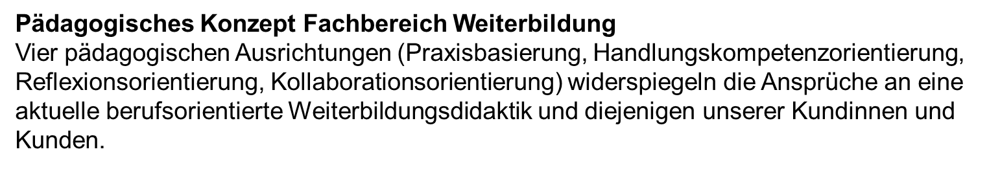 Pädagogisches Konzept Fachbereich Weiterbildung
Vier pädagogischen Ausrichtungen (Praxisbasierung, Handlungskompetenzorientierung,
Reflexionsorientierung, Kollaborationsorientierung) widerspiegeln die Ansprüche an eine
aktuelle berufsorientierte Weiterbildungsdidaktik und diejenigen unserer Kundinnen und
Kunden.